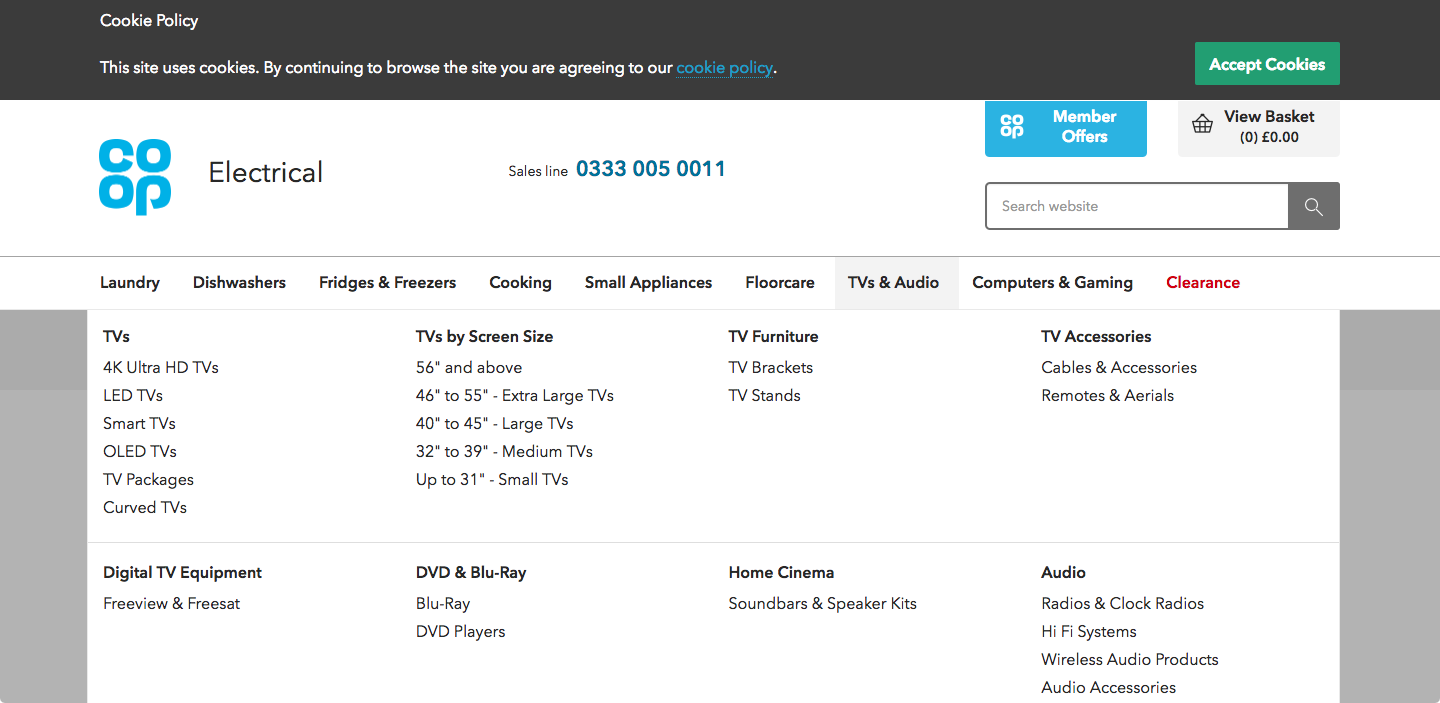 Cookie Policy
This site uses cookies. By continuing to browse the site you are agreeing to our cookie policy.
Accept Cookies
co
op
Electrical
Sales line 0333 005 0011
co
op
Member
Offers
View Basket
(0) £0.00
Search website
Laundry
Dishwashers
Fridges & Freezers
Cooking
Small Appliances
Floorcare
TVs & Audio
Computers & Gaming
Clearance
TVs
4K Ultra HD TVs
LED TVs
Smart TVs
OLED TVs
TV Packages
Curved TVs
TVs by Screen Size
56" and above
46" to 55" - Extra Large TVs
40" to 45" - Large TVs
32" to 39" - Medium TVs
Up to 31" - Small TVs
TV Furniture
TV Brackets
TV Stands
TV Accessories
Cables & Accessories
Remotes & Aerials
Digital TV Equipment
Freeview & Freesat
DVD & Blu-Ray
Blu-Ray
DVD Players
Home Cinema
Soundbars & Speaker Kits
Audio
Radios & Clock Radios
Hi Fi Systems
Wireless Audio Products
Audio Accessories